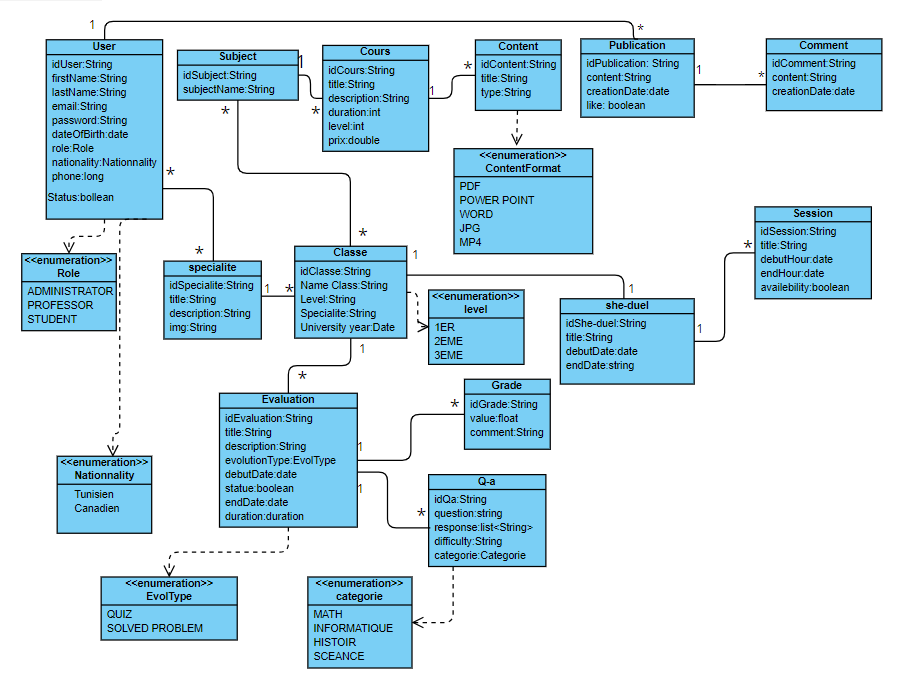 1
*
User
idUser:String
firstName:String
lastName:String
email:String
password:String
dateOfBirth:date
role:Role
nationality:Nationnality
phone:long
Status:bollean
Subject
idSubject:String
subjectName:String
1
*
Cours
idCours:String
title:String
description:String
duration:int
level:int
prix:double
1
*
Content
idContent:String
title:String
type:String
Publication
idPublication: String
content:String
creationDate:date
like: boolean
1
*
Comment
idComment:String
content:String
creationDate:date
<<enumeration>>
ContentFormat
PDF
POWER POINT
WORD
JPG
MP4
*
*
*
*
<<enumeration>>
Role
ADMINISTRATOR
PROFESSOR
STUDENT
specialite
idSpecialite:String
title:String
description:String
img:String
1
*
Classe
idClasse:String
Name Class:String
Level:String
Specialite:String
University year:Date
1
1
<<enumeration>>
level
1ER
2EME
3EME
she-duel
idShe-duel:String
title:String
debutDate:date
endDate:string
1
*
Session
idSession:String
title:String
debutHour:date
endHour:date
availebility:boolean
1
*
Evaluation
idEvaluation:String
title:String
description:String
evolutionType:EvolType
debutDate:date
statue:boolean
endDate:date
duration:duration
1
*
1
*
Grade
idGrade:String
value:float
comment:String
Q-a
idQa:String
question:string
response:list<String>
difficulty:String
categorie:Categorie
<<enumeration>>
Nationnality
Tunisien
Canadien
<<enumeration>>
EvolType
QUIZ
SOLVED PROBLEM
<<enumeration>>
categorie
MATH
INFORMATIQUE
HISTOIR
SCEANCE